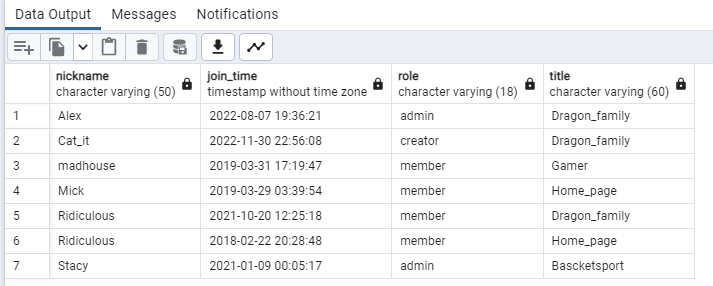 Data Output Messages Notifications
nickname join_time role title
character varying (50) timestamp without time zone character varying (18) character varying (60)
1 Alex 2022-08-07 19:36:21 admin Dragon_family
2 Cat_it 2022-11-30 22:56:08 creator Dragon_family
3 madhouse 2019-03-31 17:19:47 member Gamer
4 Mick 2019-03-29 03:39:54 member Home_page
5 Ridiculous 2021-10-20 12:25:18 member Dragon_family
6 Ridiculous 2018-02-22 20:28:48 member Home_page
7 Stacy 2021-01-09 00:05:17 admin Bascketsport